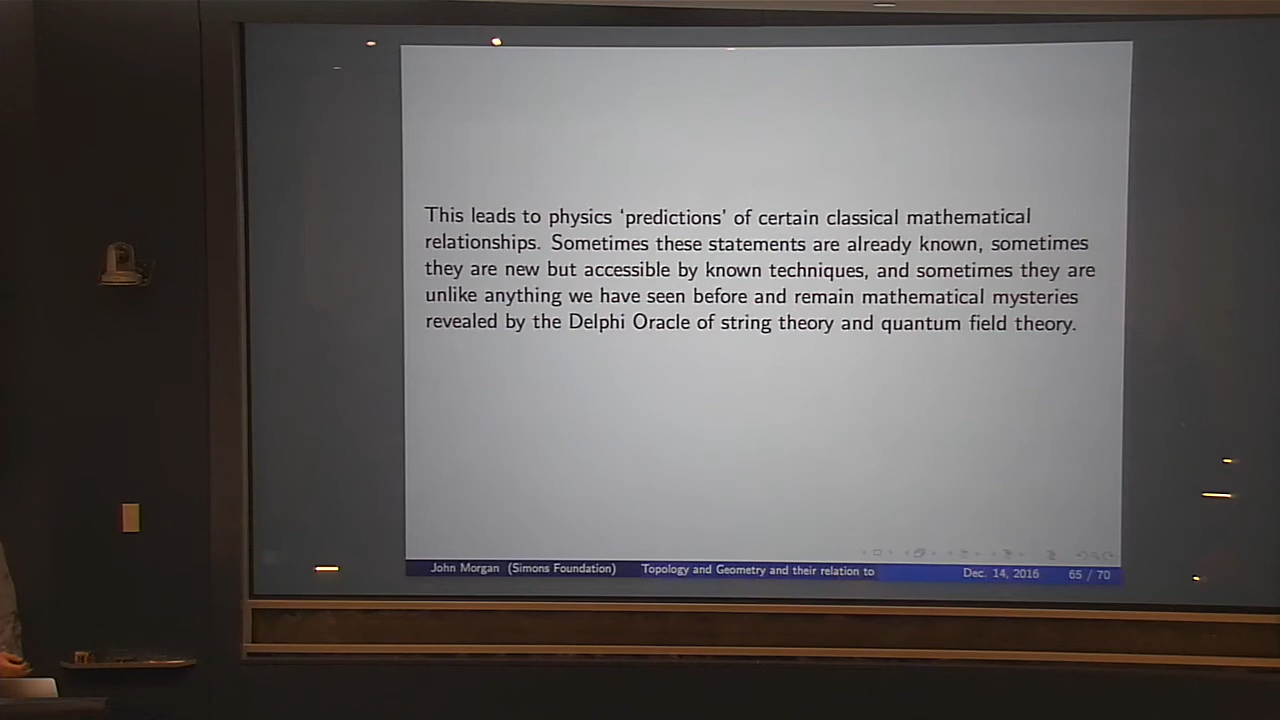 This leads to physics ‘predictions’ of certain classical mathematical
relationships. Sometimes these statements are already known, sometimes
they are new but accessible by known techniques, and sometimes they are
unlike anything we have seen before and remain mathematical mysteries
revealed by the Delphi Oracle of string theory and quantum field theory.
John Morgan (Simons Foundation) Topology and Geometry and their relation to Dec. 14, 2016 65 / 70